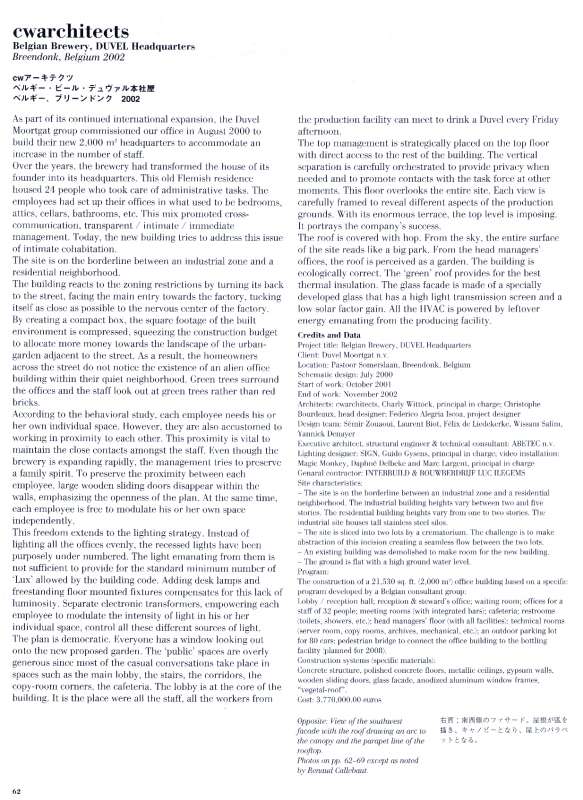 cwarchitects
Belgian Brewery, DUVEL Headquarters
Breendonk, Belgium 2002
cwアーキテクツ
ベルギー・ビール・デュヴァル本社屋
ベルギー、ブリーンドンク　2002
As part of its continued international expansion, the Duvel
Moortgat group commissioned our office in August 2000 to
build their new 2,000 m² headquarters to accommodate an
increase in the number of staff.
Over the years, the brewery had transformed the house of its
founder into its headquarters. This old Flemish residence
housed 24 people who took care of administrative tasks. The
employees had set up their offices in what used to be bedrooms,
attics, cellars, bathrooms, etc. This mix promoted cross-
communication, transparent / intimate / immediate
management. Today, the new building tries to address this issue
of intimate cohabitation.
The site is on the borderline between an industrial zone and a
residential neighborhood.
The building reacts to the zoning restrictions by turning its back
to the street, facing the main entry towards the factory, tucking
itself as close as possible to the nervous center of the factory.
By creating a compact box, the square footage of the built
environment is compressed, squeezing the construction budget
to allocate more money towards the landscape of the urban-
garden adjacent to the street. As a result, the homeowners
across the street do not notice the existence of an alien office
building within their quiet neighborhood. Green trees surround
the offices and the staff look out at green trees rather than red
bricks.
According to the behavioral study, each employee needs his or
her own individual space. However, they are also accustomed to
working in proximity to each other. This proximity is vital to
maintain the close contacts amongst the staff. Even though the
brewery is expanding rapidly, the management tries to preserve
a family spirit. To preserve the proximity between each
employee, large wooden sliding doors disappear within the
walls, emphasizing the openness of the plan. At the same time,
each employee is free to modulate his or her own space
independently.
This freedom extends to the lighting strategy. Instead of
lighting all the offices evenly, the recessed lights have been
purposely under numbered. The light emanating from them is
not sufficient to provide for the standard minimum number of
'Lux' allowed by the building code. Adding desk lamps and
freestanding floor mounted fixtures compensates for this lack of
luminosity. Separate electronic transformers, empowering each
employee to modulate the intensity of light in his or her
individual space, control all these different sources of light.
The plan is democratic. Everyone has a window looking out
onto the new proposed garden. The 'public' spaces are overly
generous since most of the casual conversations take place in
spaces such as the main lobby, the stairs, the corridors, the
copy-room corners, the cafeteria. The lobby is at the core of the
building. It is the place were all the staff, all the workers from
the production facility can meet to drink a Duvel every Friday
afternoon.
The top management is strategically placed on the top floor
with direct access to the rest of the building. The vertical
separation is carefully orchestrated to provide privacy when
needed and to promote contacts with the task force at other
moments. This floor overlooks the entire site. Each view is
carefully framed to reveal different aspects of the production
grounds. With its enormous terrace, the top level is imposing.
It portrays the company's success.
The roof is covered with hop. From the sky, the entire surface
of the site reads like a big park. From the head managers'
offices, the roof is perceived as a garden. The building is
ecologically correct. The 'green' roof provides for the best
thermal insulation. The glass facade is made of a specially
developed glass that has a high light transmission screen and a
low solar factor gain. All the HVAC is powered by leftover
energy emanating from the producing facility.
Credits and Data
Project title: Belgian Brewery, DUVEL Headquarters
Client: Duvel Moortgat n.v.
Location: Pastoor Somerslaan, Breendonk, Belgium
Schematic design: July 2000
Start of work: October 2001
End of work: November 2002
Architects: cwarchitects, Charly Wittock, principal in charge; Christophe
Bourdeaux, head designer; Federico Alegria Iscoa, project designer
Design team: Sémir Zouaoui, Laurent Biot, Félix de Liedekerke, Wissam Salim,
Yannick Demoyer
Executive architect, structural engineer & technical consultant: ABETEC n.v.
Lighting designer: SIGN, Guido Gysens, principal in charge; video installation:
Magic Monkey, Daphné Delbeke and Marc Largent, principal in charge
Genaral contractor: INTERBUILD & BOUWBEDRIJF LUC ILEGEMS
Site characteristics:
– The site is on the borderline between an industrial zone and a residential
neighborhood. The industrial building heights vary between two and five
stories. The residential building heights vary from one to two stories. The
industrial site houses tall stainless steel silos.
– The site is sliced into two lots by a crematorium. The challenge is to make
abstraction of this incision creating a seamless flow between the two lots.
– An existing building was demolished to make room for the new building.
– The ground is flat with a high ground water level.
Program:
The construction of a 21,530 sq. ft. (2,000 m²) office building based on a specific
program developed by a Belgian consultant group:
Lobby / reception hall; reception & steward's office; waiting room; offices for a
staff of 32 people; meeting rooms (with integrated bars); cafeteria; restrooms
(toilets, showers, etc.); head managers' floor (with all facilities); technical rooms
(server room, copy rooms, archives, mechanical, etc.); an outdoor parking lot
for 80 cars; pedestrian bridge to connect the office building to the bottling
facility (planned for 2008).
Construction systems (specific materials):
Concrete structure, polished concrete floors, metallic ceilings, gypsum walls,
wooden sliding doors, glass facade, anodized aluminum window frames,
"vegetal-roof".
Cost: 3,770,000.00 euros
Opposite: View of the southwest
facade with the roof drawing an arc to
the canopy and the parapet line of the
rooftop.
Photos on pp. 62–69 except as noted
by Renaud Callebaut.
右頁：南西側のファサード。屋根が弧を
描き、キャノピーとなり、屋上のパラペ
ットとなる。
62